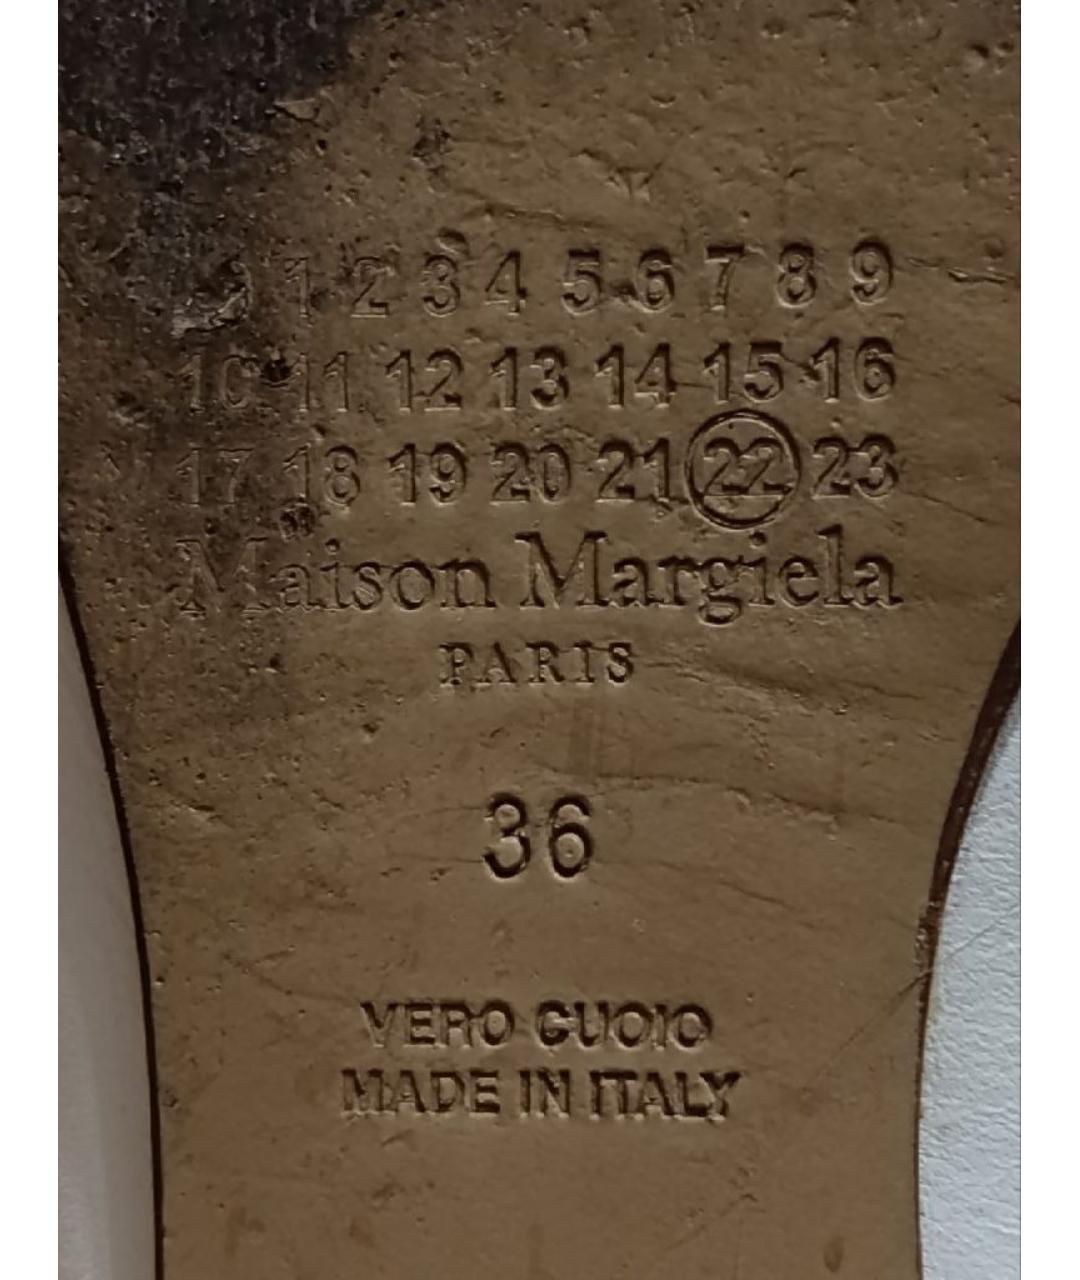 0 1 2 3 4 5 6 7 8 9
10 11 12 13 14 15 16
17 18 19 20 21 22 23
Maison Margiela
PARIS
36
VERO CUOIO
MADE IN ITALY